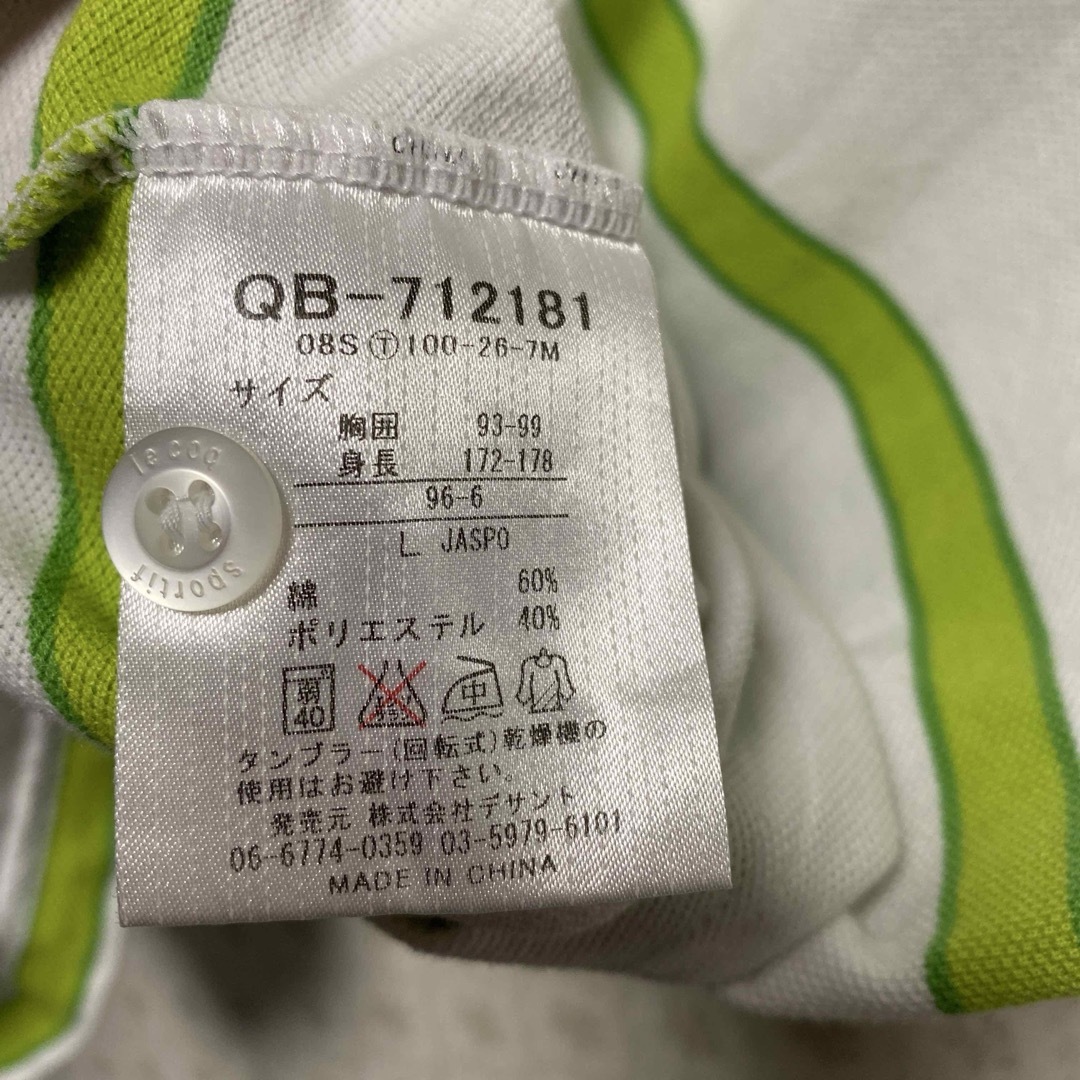 QB-712181
08S Ⓣ 100-26-7M
サイズ
胸囲 93-99
身長 172-178
96-6
L JASPO
綿 60%
ポリエステル 40%
弱
40
中
タンブラー(回転式)乾燥機の
使用はお避け下さい。
発売元 株式会社デサント
06-6774-0359 03-5979-6101
MADE IN CHINA
le coq
sportif